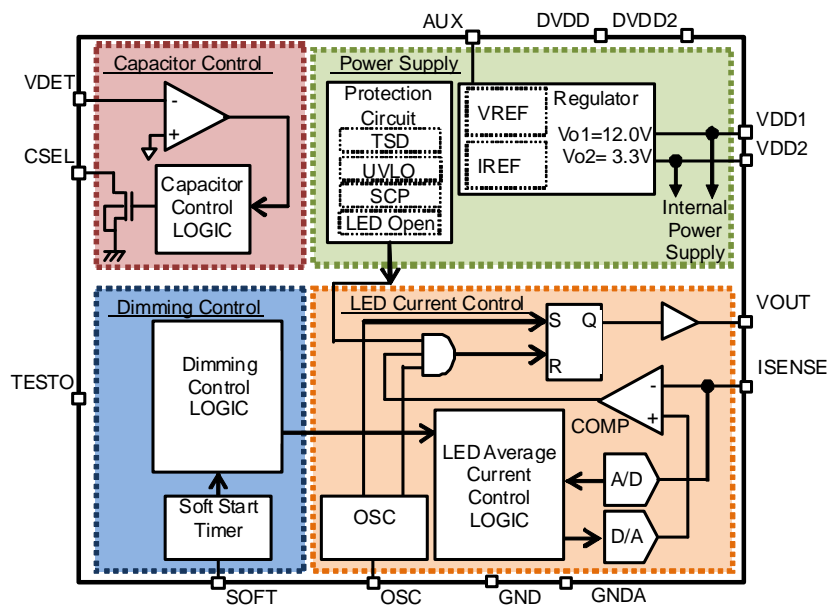 AUX
DVDD
DVDD2
Capacitor Control
VDET
-
+
CSEL
Capacitor
Control
LOGIC
Power Supply
Protection
Circuit
TSD
UVLO
SCP
LED Open
VREF
IREF
Regulator
Vo1=12.0V
Vo2= 3.3V
VDD1
VDD2
Internal
Power
Supply
Dimming Control
Dimming
Control
LOGIC
TESTO
Soft Start
Timer
LED Current Control
S
Q
R
VOUT
ISENSE
-
+
COMP
LED Average
Current
Control
LOGIC
A/D
D/A
OSC
SOFT
OSC
GND
GNDA